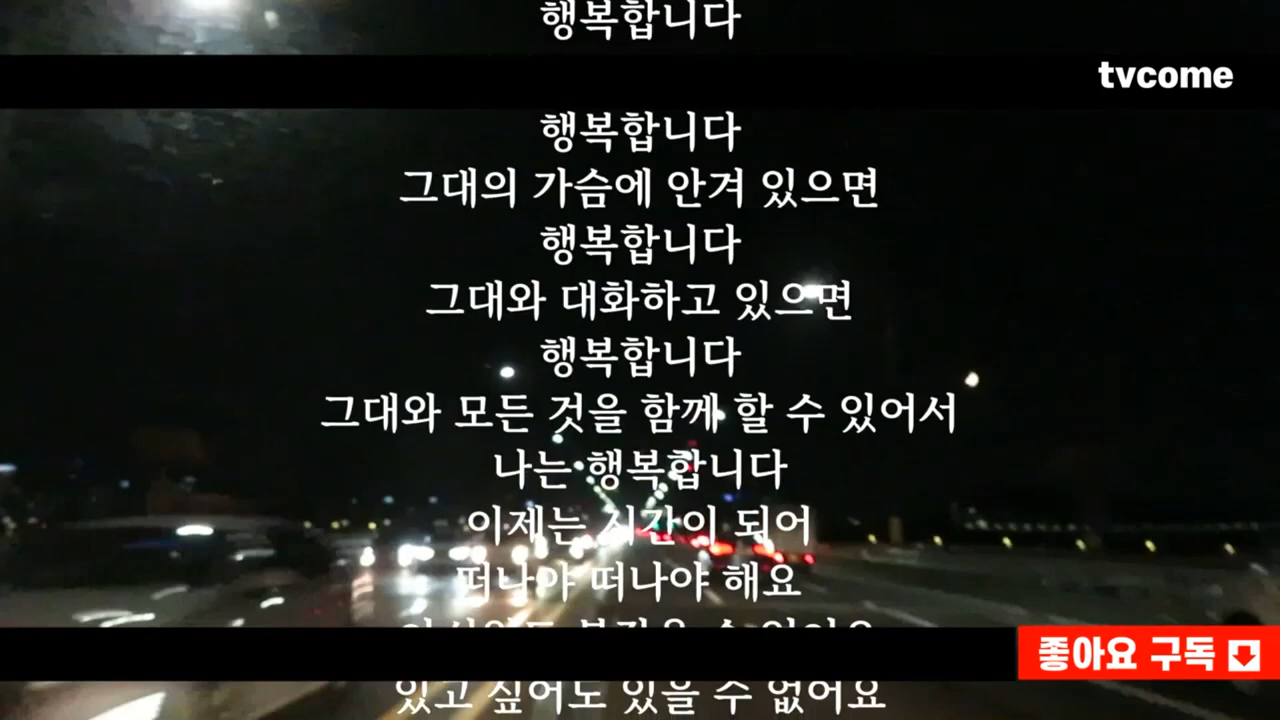 행복합니다
tvcome
행복합니다
그대의 가슴에 안겨 있으면
행복합니다
그대와 대화하고 있으면
행복합니다
그대와 모든 것을 함께 할 수 있어서
나는 행복합니다
이제는 시간이 되어
떠나야 떠나야 해요
수 없어요
좋아요 구독
있고 싶어도 있을 수 없어요